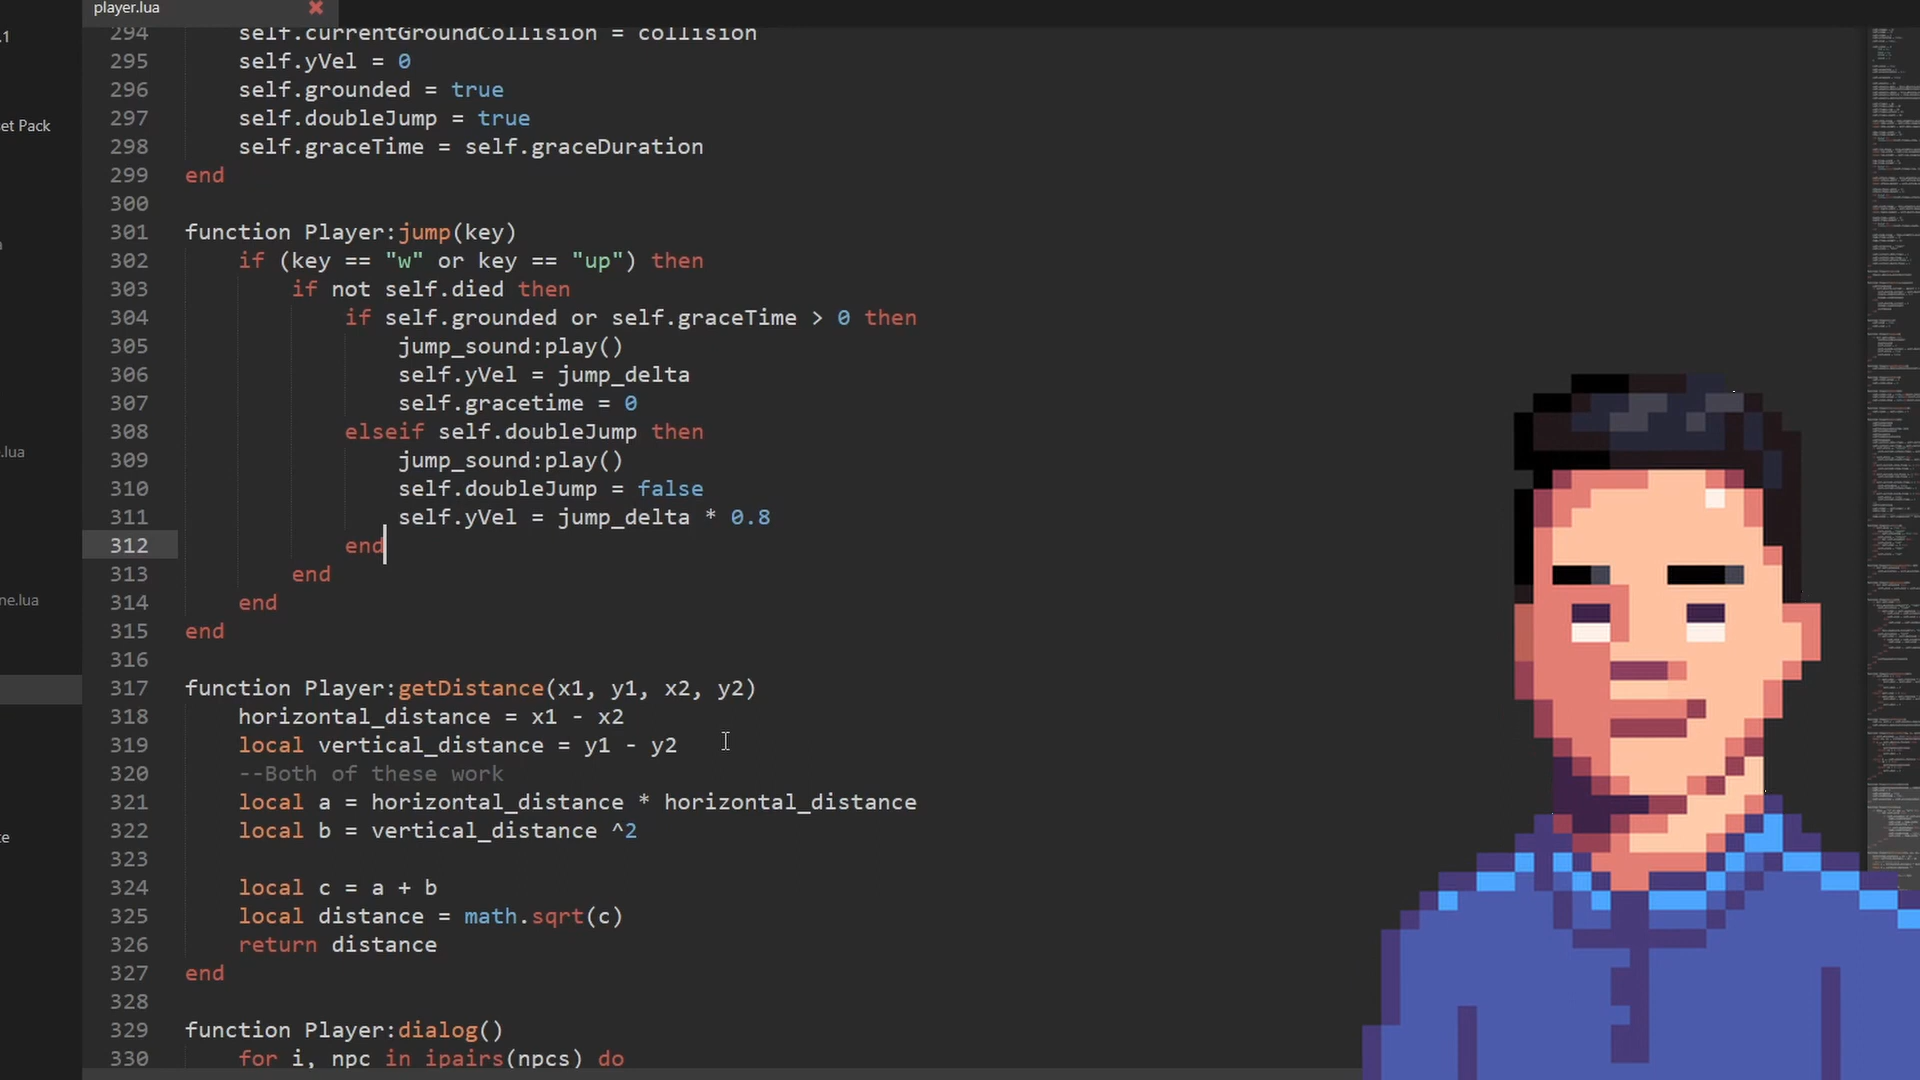 player.lua
.1
294 self.currentGroundCollision = collision
295 self.yVel = 0
296 self.grounded = true
297 self.doubleJump = true
set Pack
298 self.graceTime = self.graceDuration
299 end
300
301 function Player:jump(key)
302 if (key == "w" or key == "up") then
303 if not self.died then
304 if self.grounded or self.graceTime > 0 then
305 jump_sound:play()
306 self.yVel = jump_delta
307 self.gracetime = 0
308 elseif self.doubleJump then
.lua
309 jump_sound:play()
310 self.doubleJump = false
311 self.yVel = jump_delta * 0.8
312 end
313 end
314 end
ne.lua
315 end
316
317 function Player:getDistance(x1, y1, x2, y2)
318 horizontal_distance = x1 - x2
319 local vertical_distance = y1 - y2
320 --Both of these work
321 local a = horizontal_distance * horizontal_distance
322 local b = vertical_distance ^2
323
324 local c = a + b
325 local distance = math.sqrt(c)
326 return distance
327 end
328
329 function Player:dialog()
330 for i, npc in ipairs(npcs) do